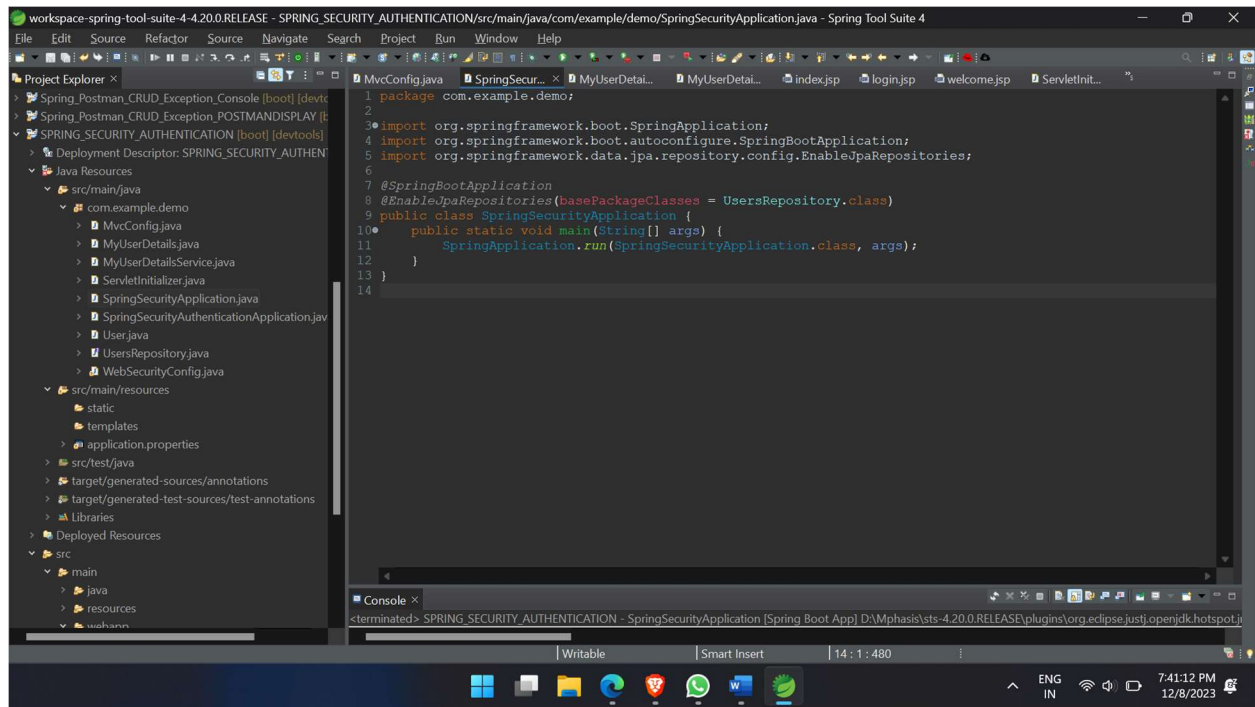 workspace-spring-tool-suite-4-4.20.0.RELEASE - SPRING_SECURITY_AUTHENTICATION/src/main/java/com/example/demo/SpringSecurityApplication.java - Spring Tool Suite 4
File Edit Source Refactor Source Navigate Search Project Run Window Help
Project Explorer
Spring_Postman_CRUD_Exception_Console [boot] [devto
Spring_Postman_CRUD_Exception_POSTMANDISPLAY [b
SPRING_SECURITY_AUTHENTICATION [boot] [devtools]
Deployment Descriptor: SPRING_SECURITY_AUTHEN
Java Resources
src/main/java
com.example.demo
MvcConfig.java
MyUserDetails.java
MyUserDetailsService.java
ServletInitializer.java
SpringSecurityApplication.java
SpringSecurityAuthenticationApplication.jav
User.java
UsersRepository.java
WebSecurityConfig.java
src/main/resources
static
templates
application.properties
src/test/java
target/generated-sources/annotations
target/generated-test-sources/test-annotations
Libraries
Deployed Resources
src
main
java
resources
webapp
MvcConfig.java SpringSecur... MyUserDetai... MyUserDetai... index.jsp login.jsp welcome.jsp ServletInit... »5
1 package com.example.demo;
2
3 import org.springframework.boot.SpringApplication;
4 import org.springframework.boot.autoconfigure.SpringBootApplication;
5 import org.springframework.data.jpa.repository.config.EnableJpaRepositories;
6
7 @SpringBootApplication
8 @EnableJpaRepositories(basePackageClasses = UsersRepository.class)
9 public class SpringSecurityApplication {
10 public static void main(String[] args) {
11 SpringApplication.run(SpringSecurityApplication.class, args);
12 }
13 }
14
Console
<terminated> SPRING_SECURITY_AUTHENTICATION - SpringSecurityApplication [Spring Boot App] D:\Mphasis\sts-4.20.0.RELEASE\plugins\org.eclipse.justj.openjdk.hotspot.j
Writable Smart Insert 14 : 1 : 480
ENG
IN
7:41:12 PM
12/8/2023